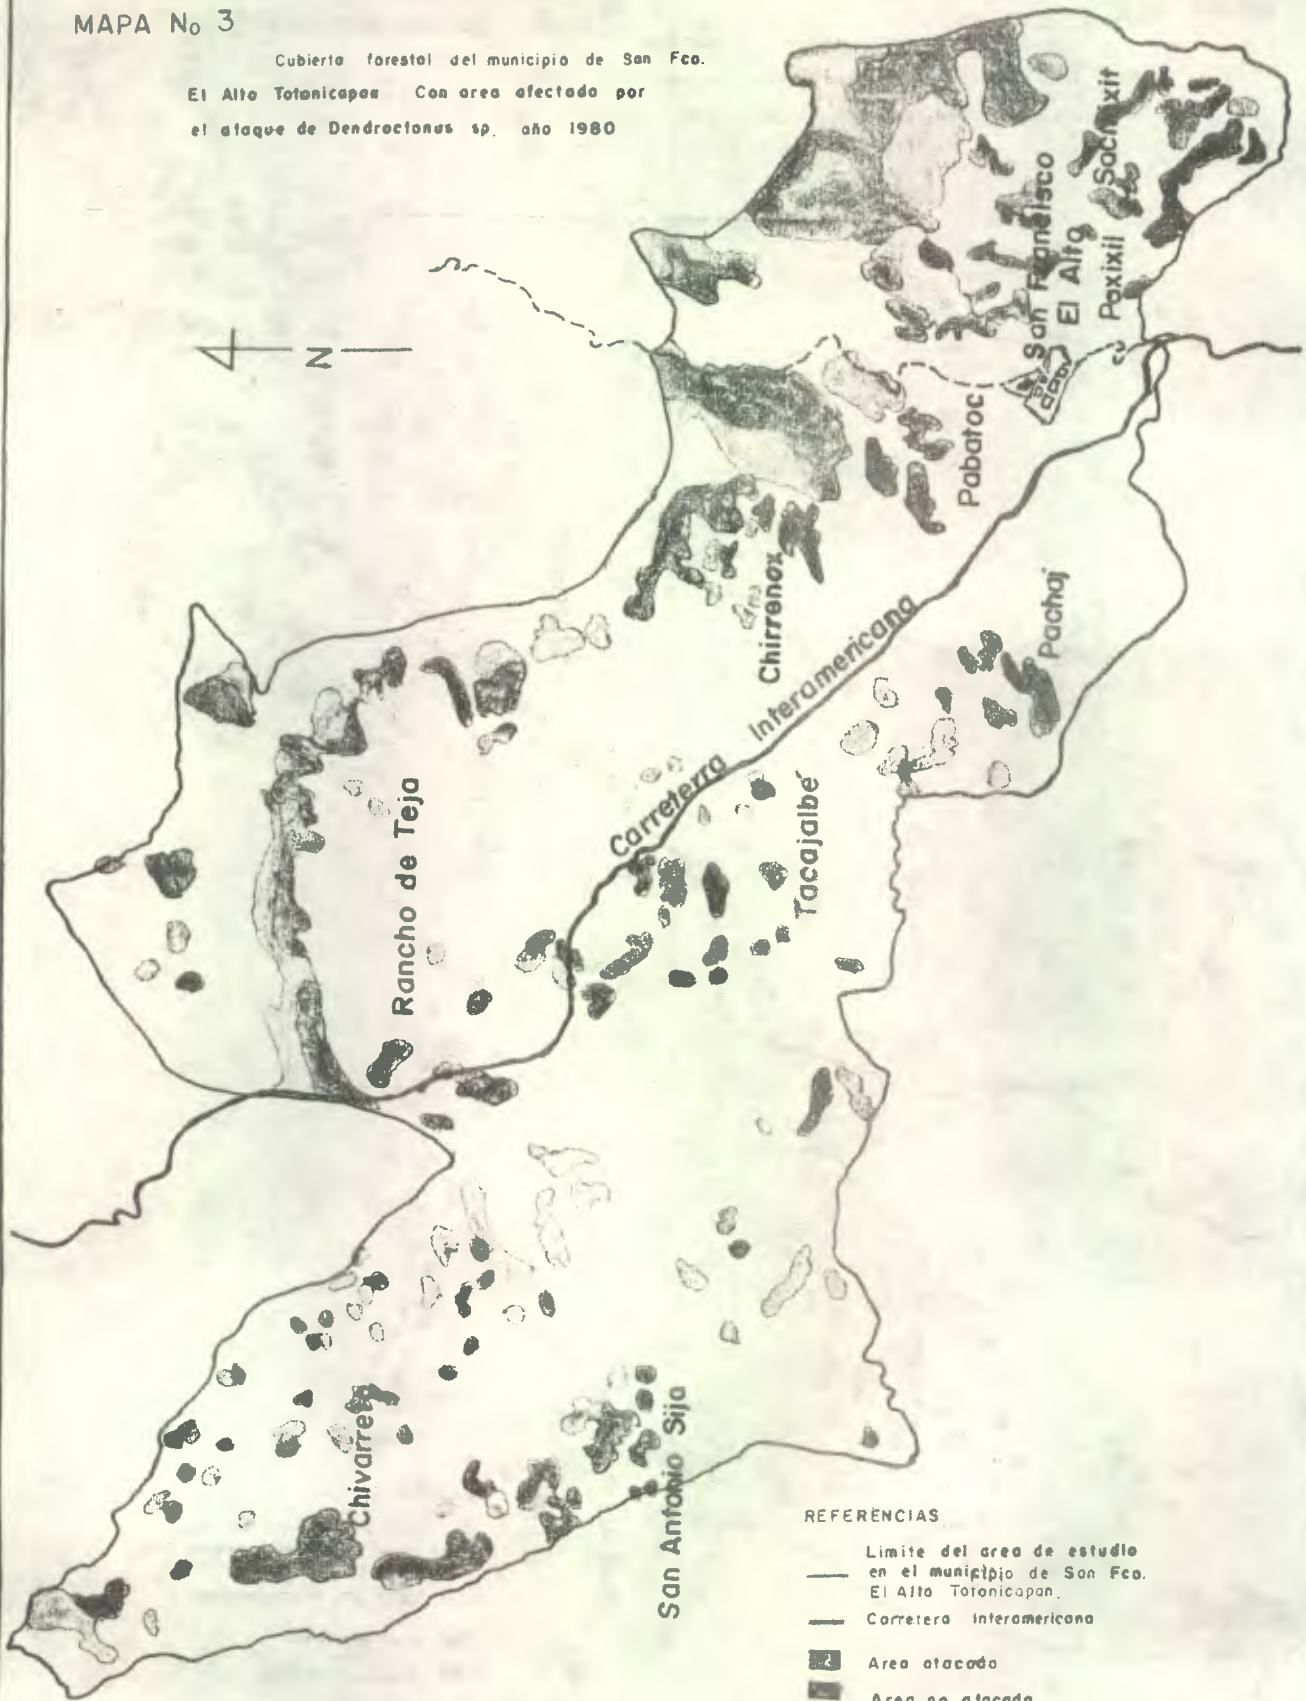 MAPA No 3
Cubierta forestal del municipio de San Fco.
El Alto Totonicapan Con area afectada por
el ataque de Dendroctonus sp. año 1980
N
San Francisco
El Alto
Paxixil
Sachaxit
Pabatoc
Chirrenox
Pachaj
Carreterra Interamericana
Tacajalbé
Rancho de Teja
Chivarreto
San Antonio Sija
REFERENCIAS
Limite del area de estudio
en el municipio de San Fco.
El Alto Totonicapan.
Carretera Interamericana
Area atacada
Area no atacada